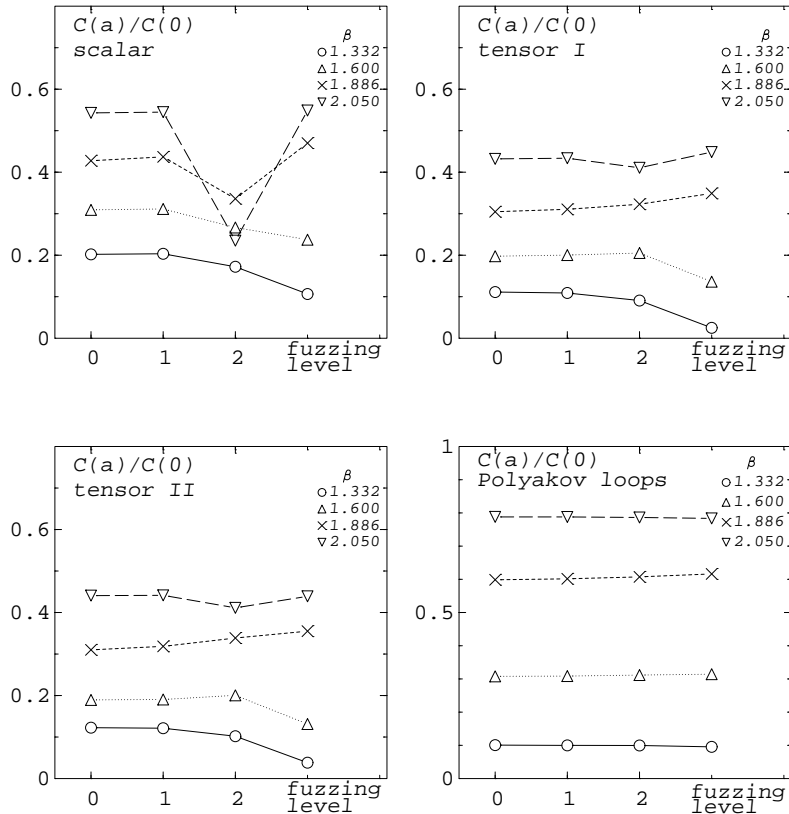 C(a)/C(0)
scalar
β
1.332
1.600
1.886
2.050
0.6
0.4
0.2
0
0 1 2 fuzzing
level
C(a)/C(0)
tensor I
β
1.332
1.600
1.886
2.050
0.6
0.4
0.2
0
0 1 2 fuzzing
level
C(a)/C(0)
tensor II
β
1.332
1.600
1.886
2.050
0.6
0.4
0.2
0
0 1 2 fuzzing
level
1
C(a)/C(0)
Polyakov loops
β
1.332
1.600
1.886
2.050
0.5
0
0 1 2 fuzzing
level